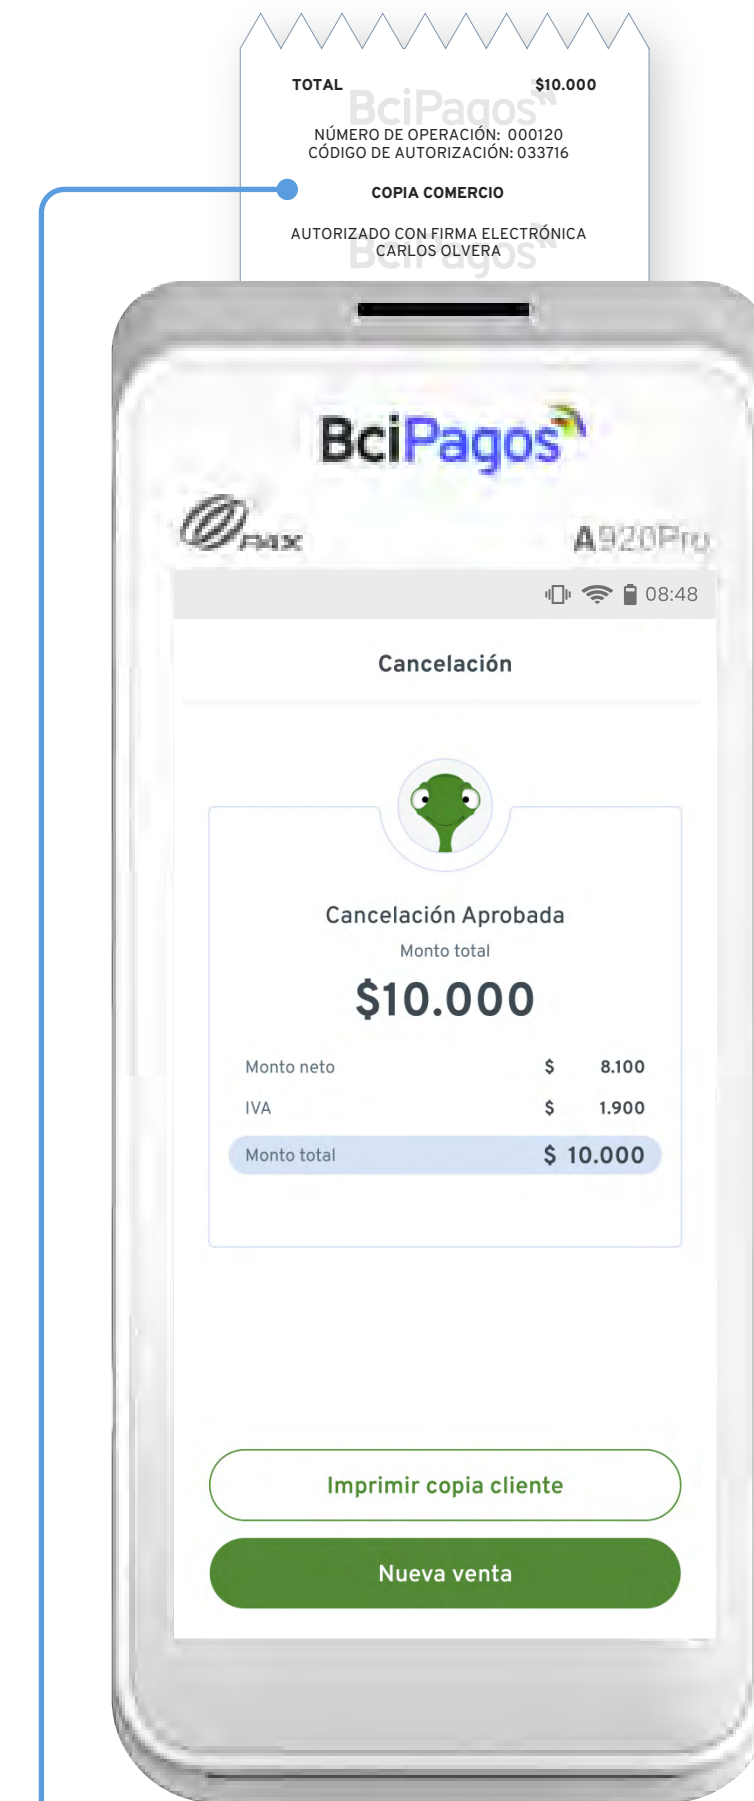 TOTAL $10.000
BciPagos
NÚMERO DE OPERACIÓN: 000120
CÓDIGO DE AUTORIZACIÓN: 033716
COPIA COMERCIO
AUTORIZADO CON FIRMA ELECTRÓNICA
CARLOS OLVERA
BciPagos
BciPagos
PAX A920Pro
08:48
Cancelación
Cancelación Aprobada
Monto total
$10.000
Monto neto $ 8.100
IVA $ 1.900
Monto total $ 10.000
Imprimir copia cliente
Nueva venta